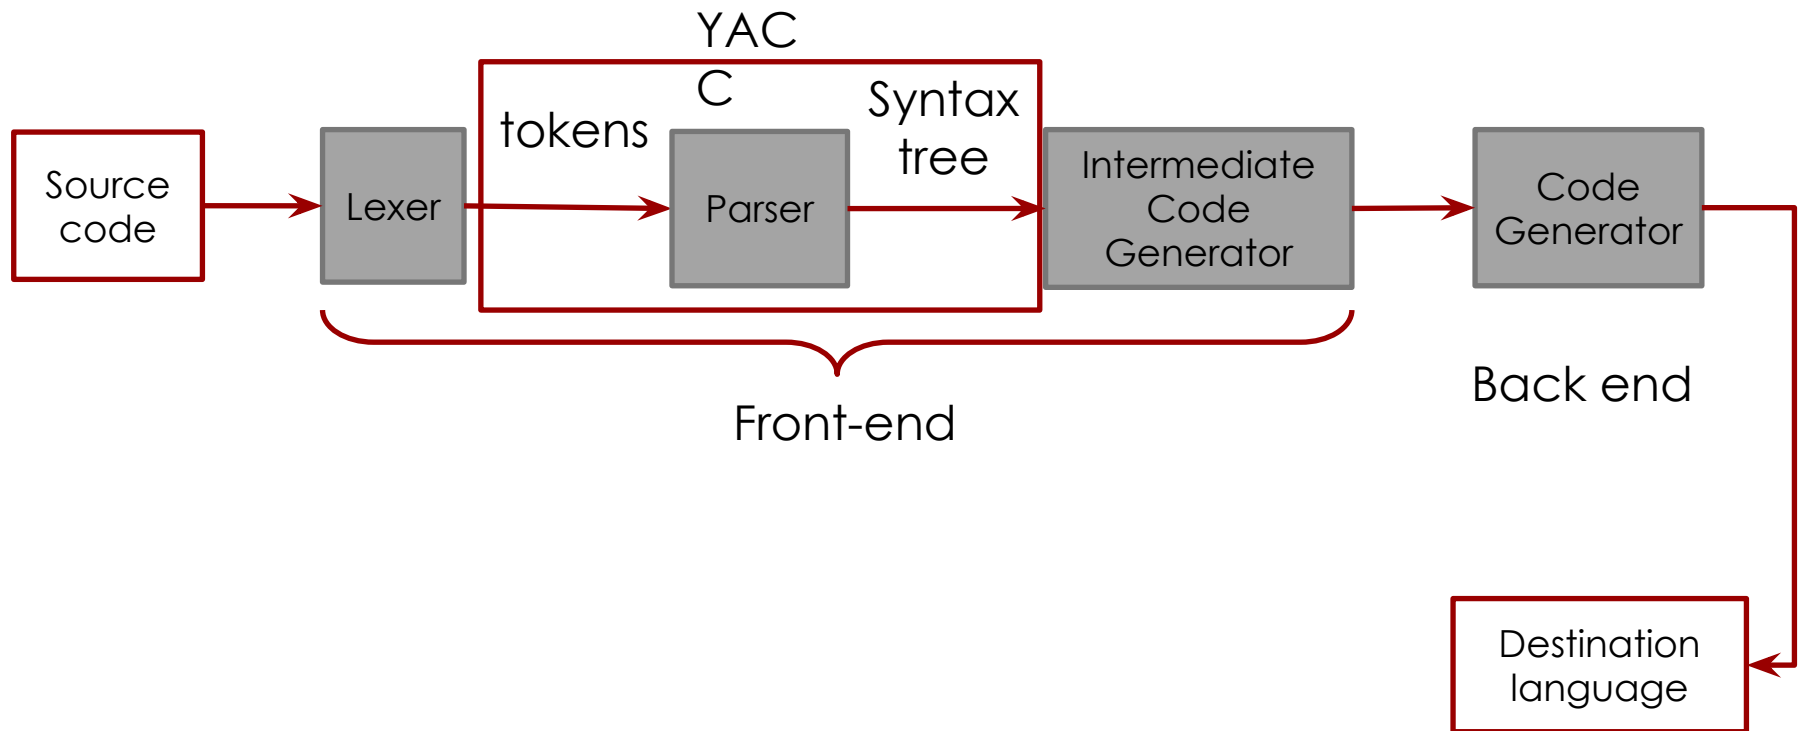 YAC
C
tokens
Syntax
tree
Source
code
Lexer
Parser
Intermediate
Code
Generator
Code
Generator
Front-end
Back end
Destination
language